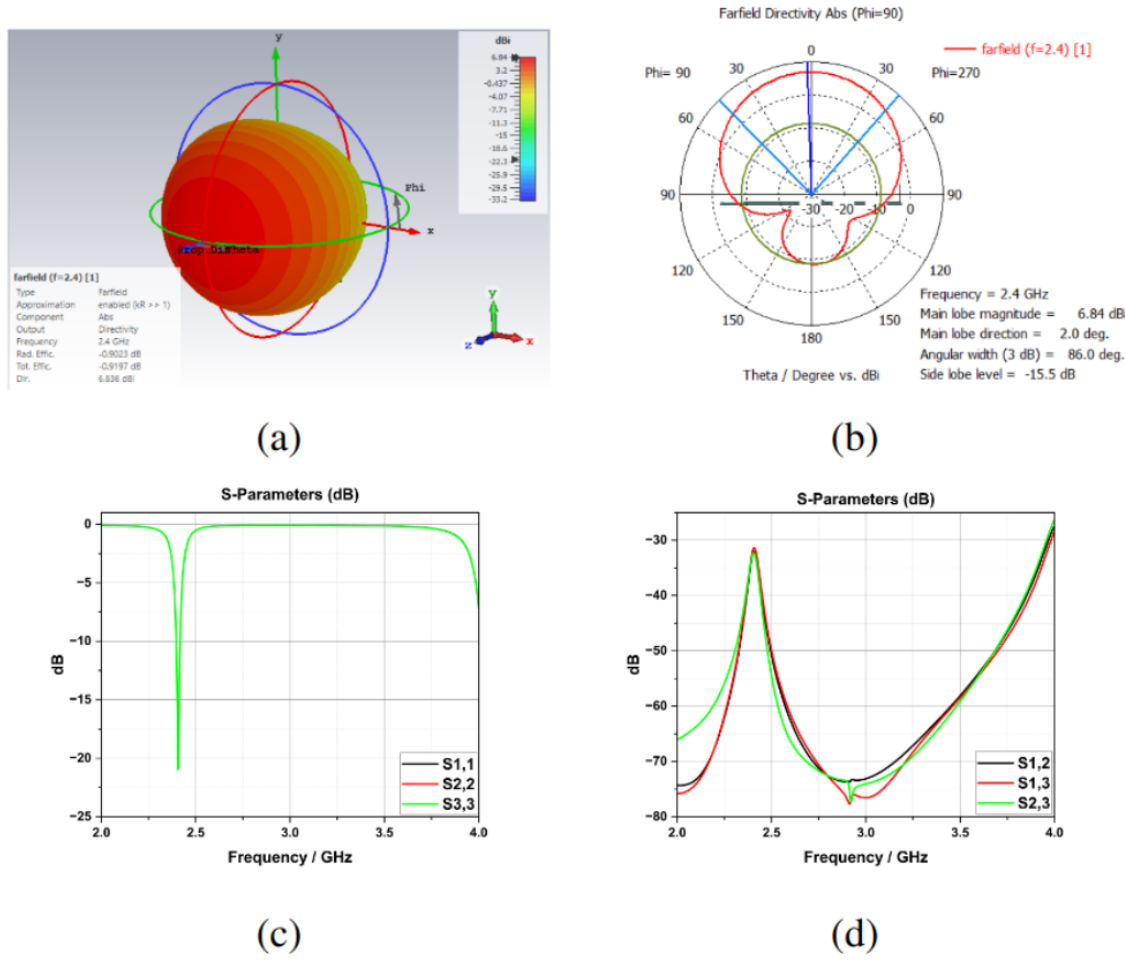 y
dBi
6.84
3.2
-0.437
-4.07
-7.71
-11.3
-15
-18.6
-22.3
-25.9
-29.5
-33.2
Phi
x
farfield (f=2.4) [1]
Type Farfield
Approximation enabled (kR >> 1)
Component Abs
Output Directivity
Frequency 2.4 GHz
Rad. Effic. -0.9023 dB
Tot. Effic. -0.9197 dB
Dir. 6.836 dBi
y
z x
(a)
Farfield Directivity Abs (Phi=90)
farfield (f=2.4) [1]
Phi= 90 30 0 30 Phi=270
60 60
90 -30 -20 -10 0 90
120 120
150 150
180
Theta / Degree vs. dBi
Frequency = 2.4 GHz
Main lobe magnitude = 6.84 dBi
Main lobe direction = 2.0 deg.
Angular width (3 dB) = 86.0 deg.
Side lobe level = -15.5 dB
(b)
S-Parameters (dB)
dB
0
-5
-10
-15
-20
-25
2.0 2.5 3.0 3.5 4.0
Frequency / GHz
S1,1
S2,2
S3,3
(c)
S-Parameters (dB)
dB
-30
-40
-50
-60
-70
-80
2.0 2.5 3.0 3.5 4.0
Frequency / GHz
S1,2
S1,3
S2,3
(d)